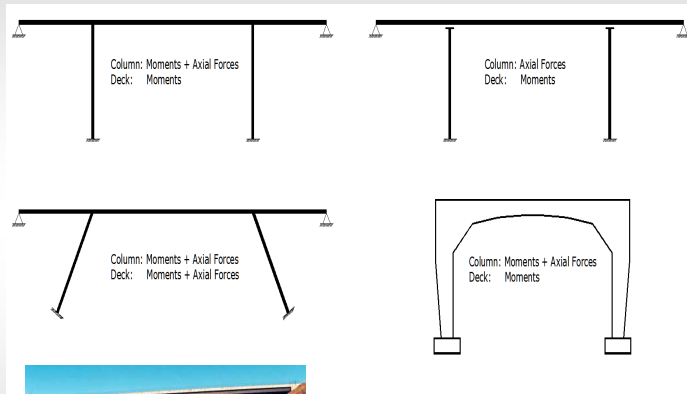 Column: Moments + Axial Forces
Deck: Moments
Column: Axial Forces
Deck: Moments
Column: Moments + Axial Forces
Deck: Moments + Axial Forces
Column: Moments + Axial Forces
Deck: Moments